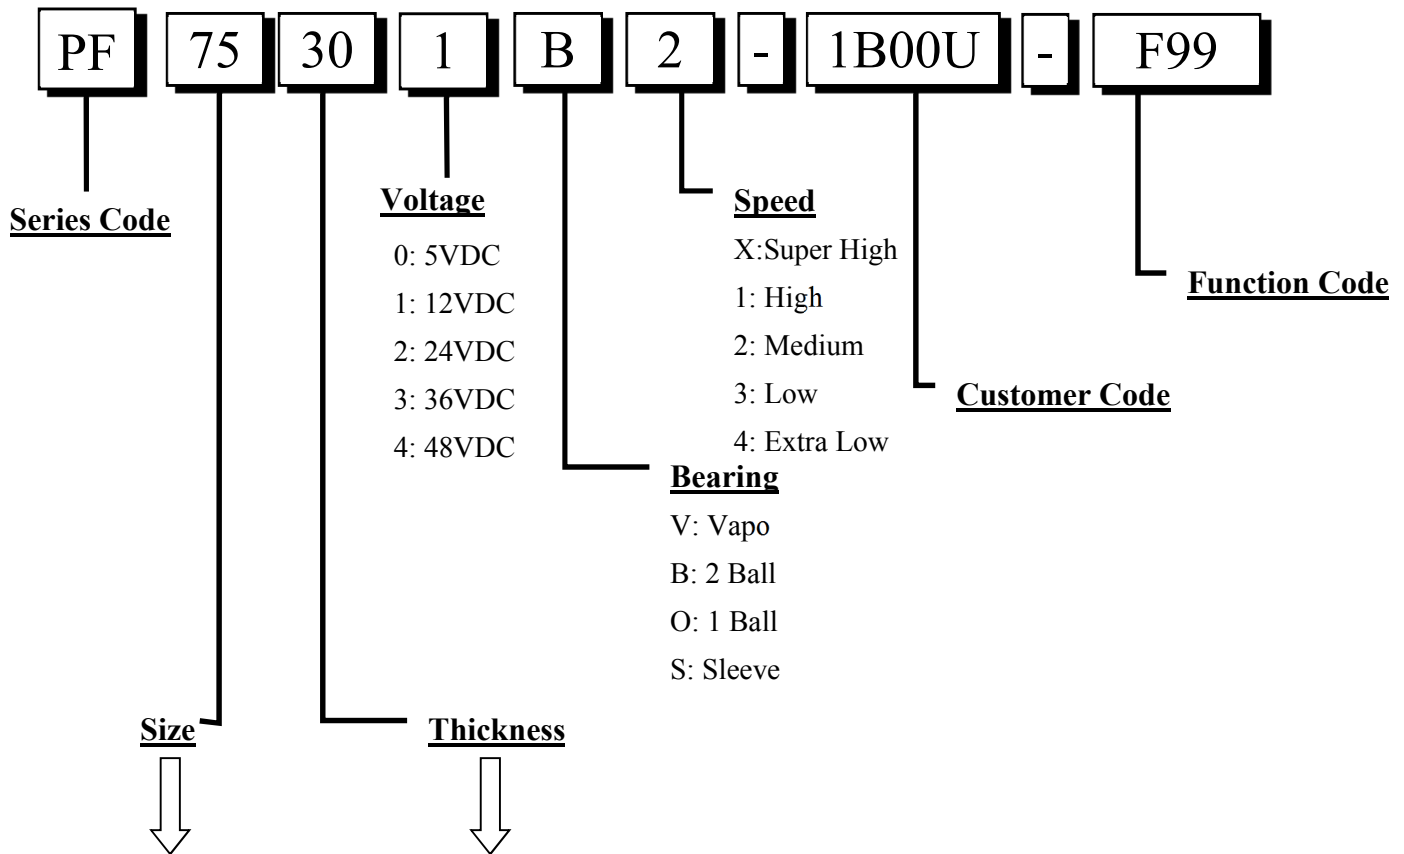 PF 75 30 1 B 2 - 1B00U - F99
Series Code
Voltage
0: 5VDC
1: 12VDC
2: 24VDC
3: 36VDC
4: 48VDC
Speed
X:Super High
1: High
2: Medium
3: Low
4: Extra Low
Function Code
Customer Code
Bearing
V: Vapo
B: 2 Ball
O: 1 Ball
S: Sleeve
Size
Thickness